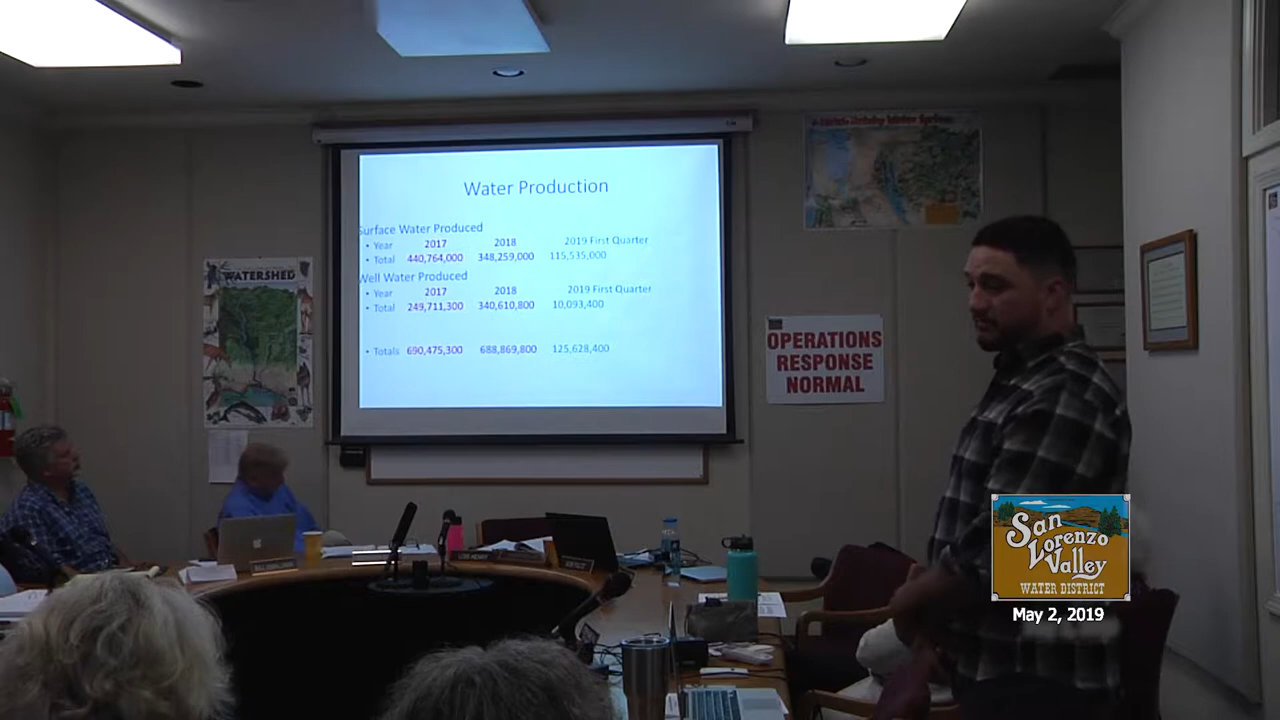 Water Production
Surface Water Produced
• Year 2017 2018 2019 First Quarter
• Total 440,764,000 348,259,000 115,535,000
Well Water Produced
• Year 2017 2018 2019 First Quarter
• Total 249,711,300 340,610,800 10,093,400
• Totals 690,475,300 688,869,800 125,628,400
WATERSHED
OPERATIONS
RESPONSE
NORMAL
San
Lorenzo
Valley
WATER DISTRICT
May 2, 2019